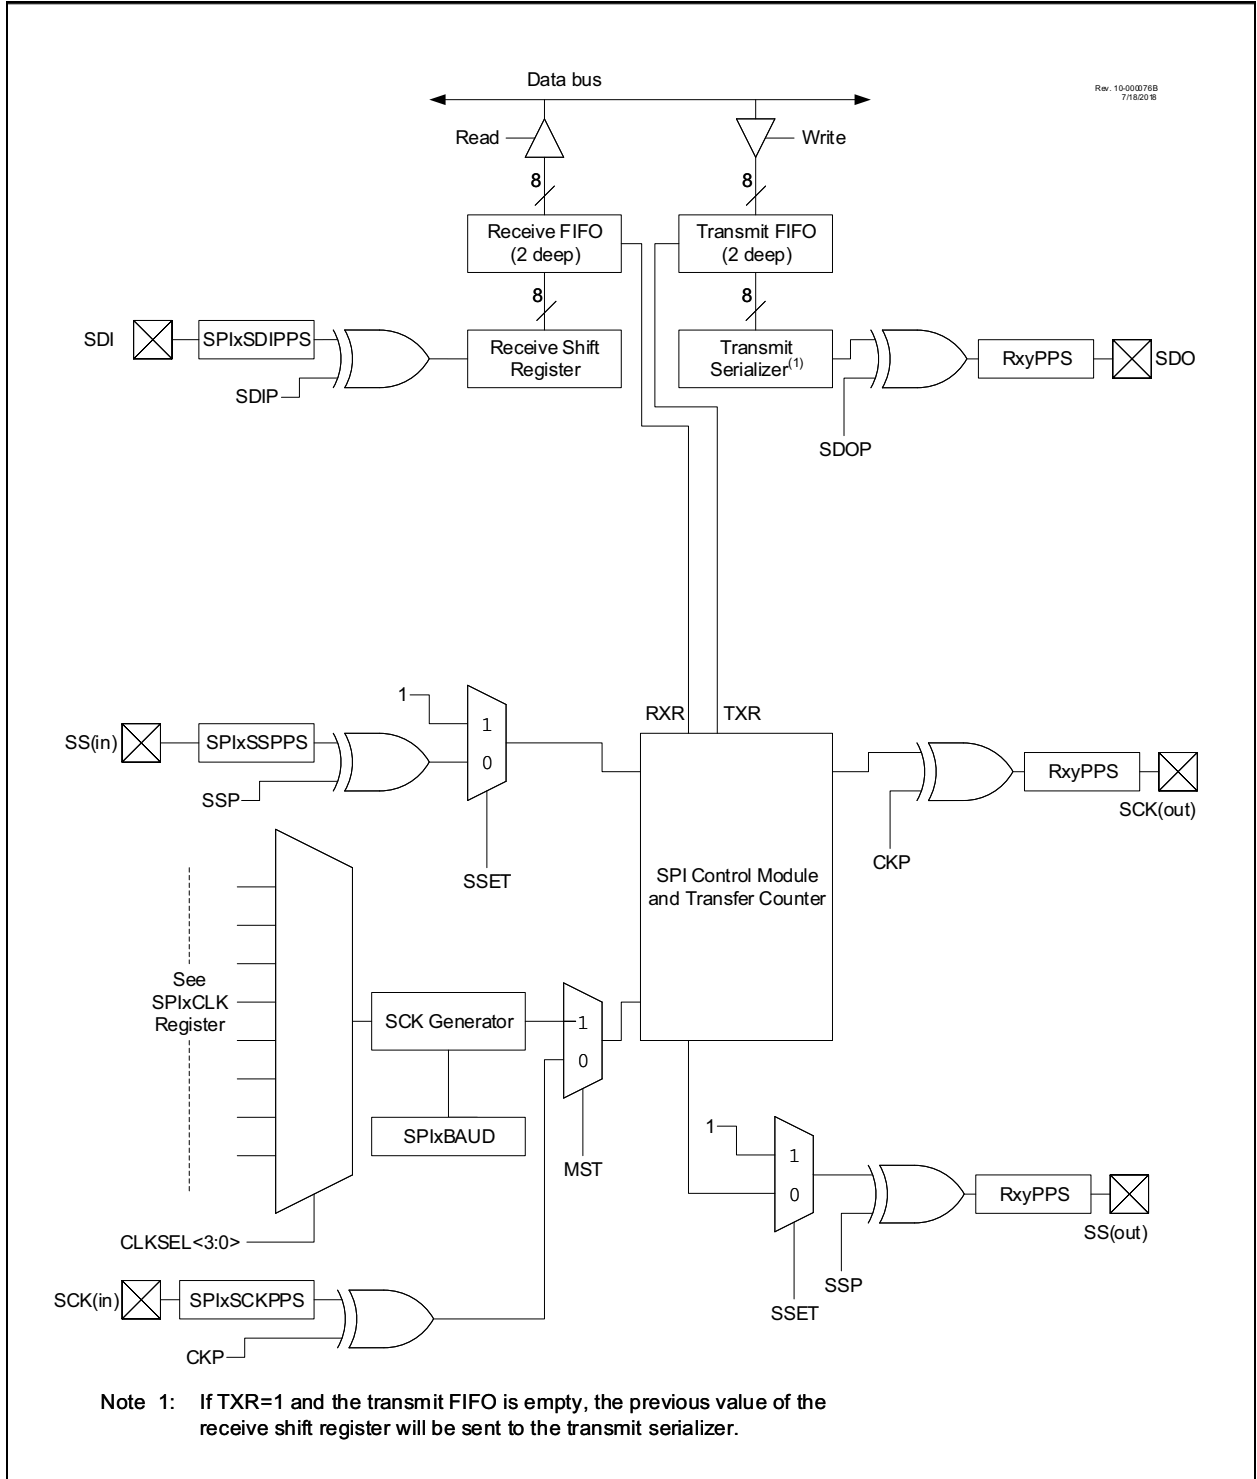 Data bus
Rev. 10-000076B
7/18/2018
Read
Write
8
8
Receive FIFO
(2 deep)
Transmit FIFO
(2 deep)
8
8
SDI
SPIxSDIPPS
SDIP
Receive Shift
Register
Transmit
Serializer(1)
SDOP
RxyPPS
SDO
RXR
TXR
1
SS(in)
SPIxSSPPS
SSP
1
0
SSET
SPI Control Module
and Transfer Counter
RxyPPS
SCK(out)
CKP
See
SPIxCLK
Register
SCK Generator
1
0
SPIxBAUD
MST
CLKSEL<3:0>
1
1
0
SSET
SSP
RxyPPS
SS(out)
SCK(in)
SPIxSCKPPS
CKP
Note 1: If TXR=1 and the transmit FIFO is empty, the previous value of the
receive shift register will be sent to the transmit serializer.